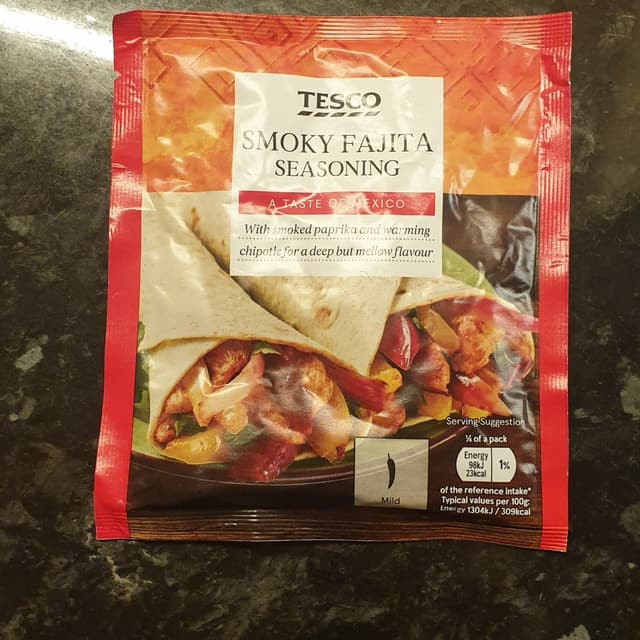 TESCO
SMOKY FAJITA
SEASONING
A TASTE OF MEXICO
With smoked paprika and warming
chipotle for a deep but mellow flavour
Serving Suggestion
¼ of a pack
Energy
98kJ
23kcal
1%
of the reference intake*
Typical values per 100g:
Energy 1304kJ / 309kcal
Mild